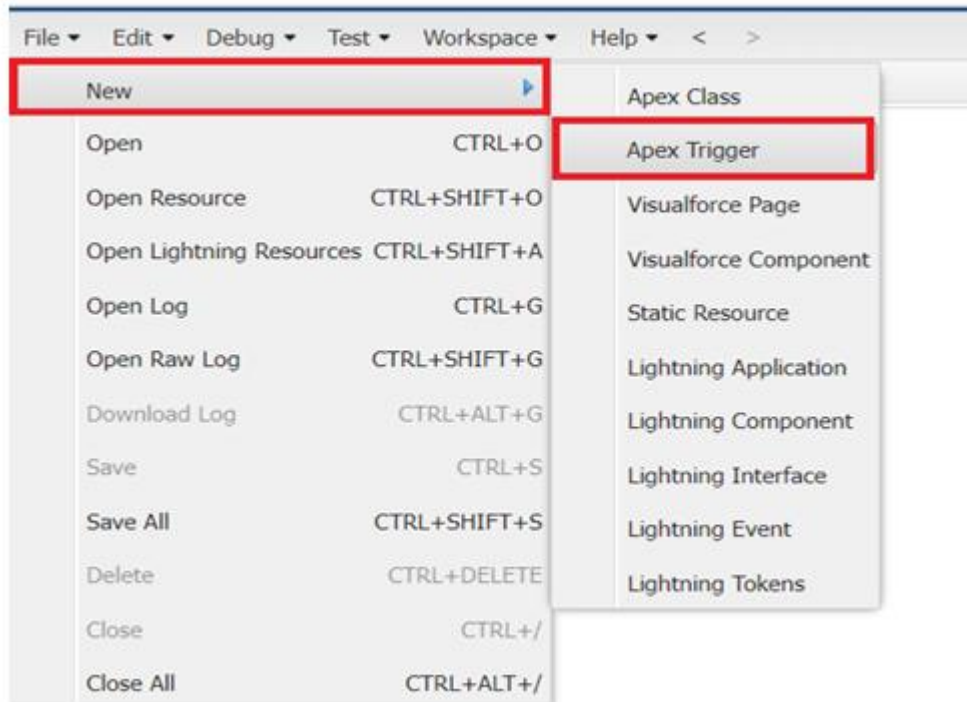 File Edit Debug Test Workspace Help < >
New
Open CTRL+O
Open Resource CTRL+SHIFT+O
Open Lightning Resources CTRL+SHIFT+A
Open Log CTRL+G
Open Raw Log CTRL+SHIFT+G
Download Log CTRL+ALT+G
Save CTRL+S
Save All CTRL+SHIFT+S
Delete CTRL+DELETE
Close CTRL+/
Close All CTRL+ALT+/
Apex Class
Apex Trigger
Visualforce Page
Visualforce Component
Static Resource
Lightning Application
Lightning Component
Lightning Interface
Lightning Event
Lightning Tokens